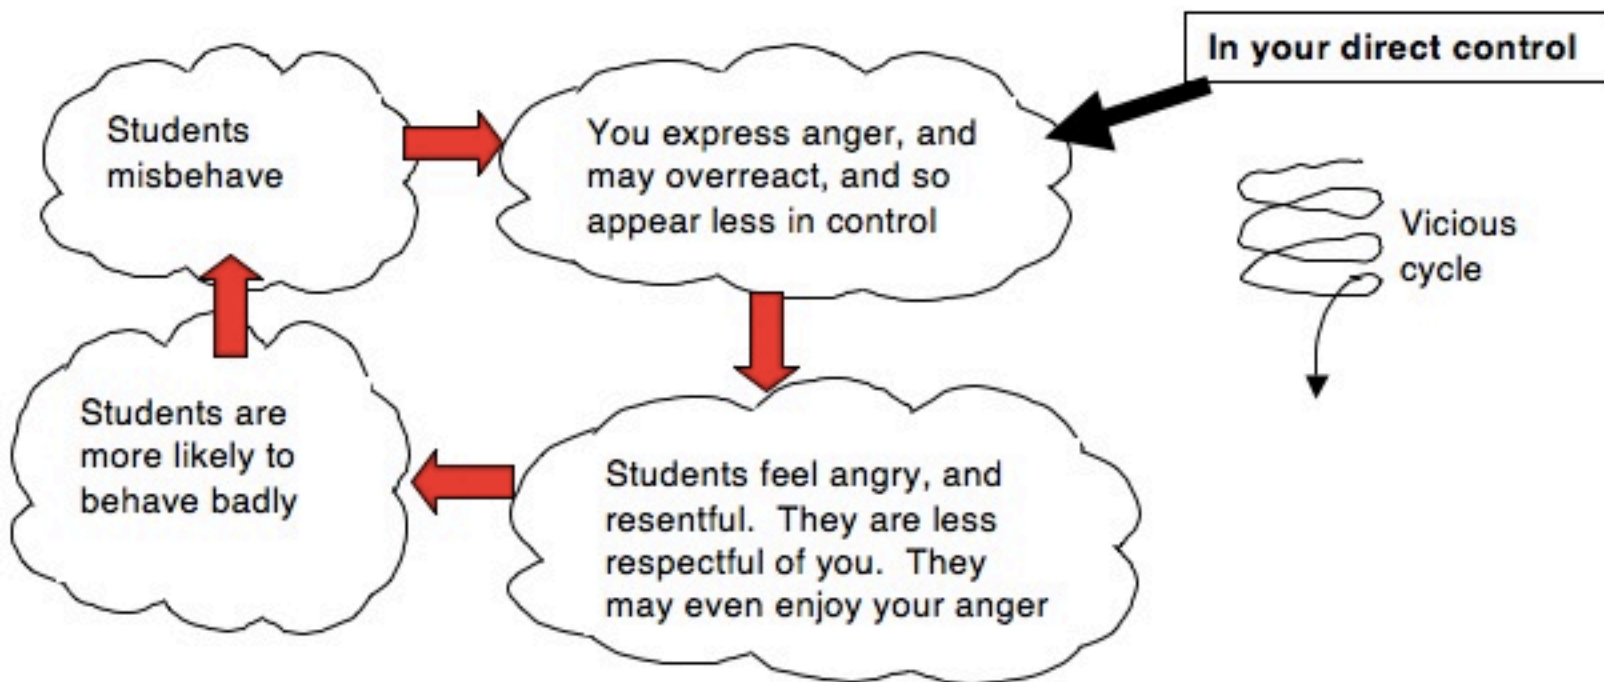 In your direct control
Students
misbehave
You express anger, and
may overreact, and so
appear less in control
Vicious
cycle
Students are
more likely to
behave badly
Students feel angry, and
resentful. They are less
respectful of you. They
may even enjoy your anger